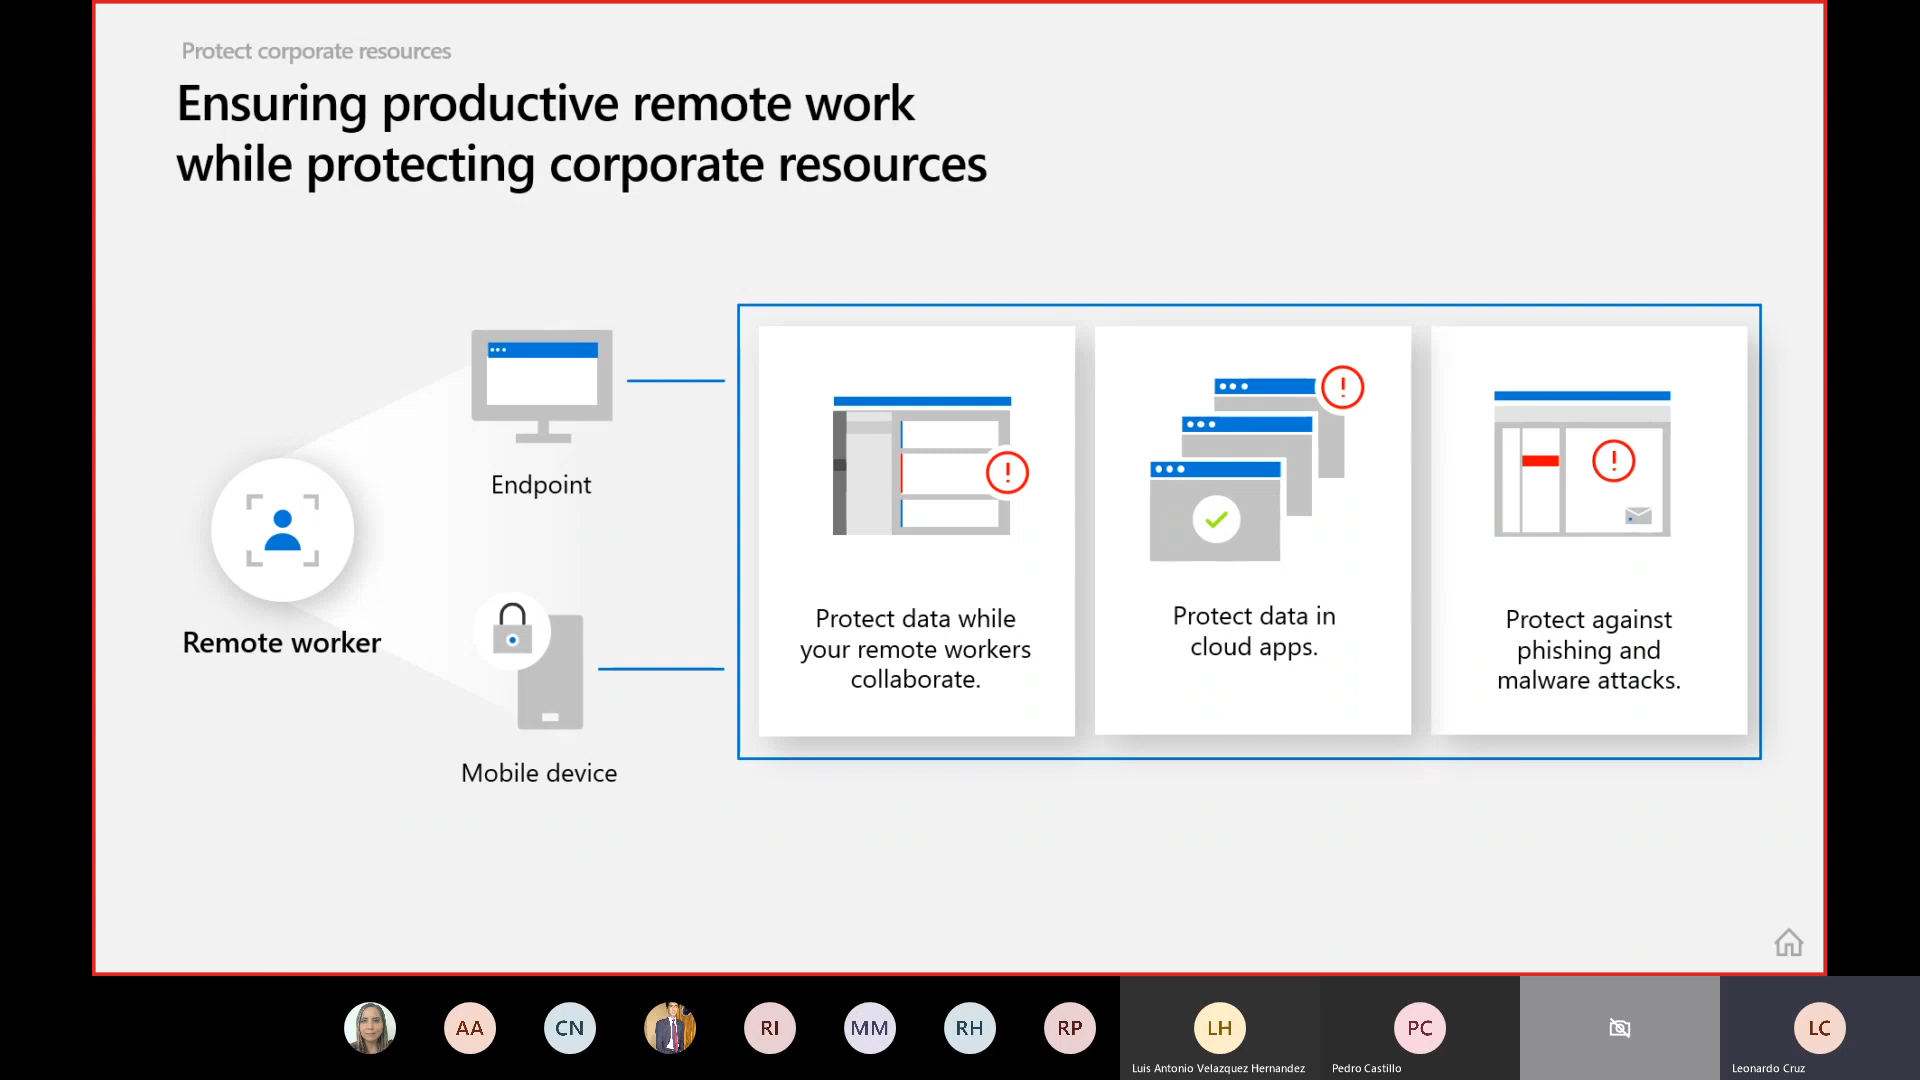 Protect corporate resources
Ensuring productive remote work
while protecting corporate resources
Endpoint
Remote worker
Mobile device
Protect data while
your remote workers
collaborate.
Protect data in
cloud apps.
Protect against
phishing and
malware attacks.
AA
CN
RI
MM
RH
RP
LH
Luis Antonio Velazquez Hernandez
PC
Pedro Castillo
LC
Leonardo Cruz